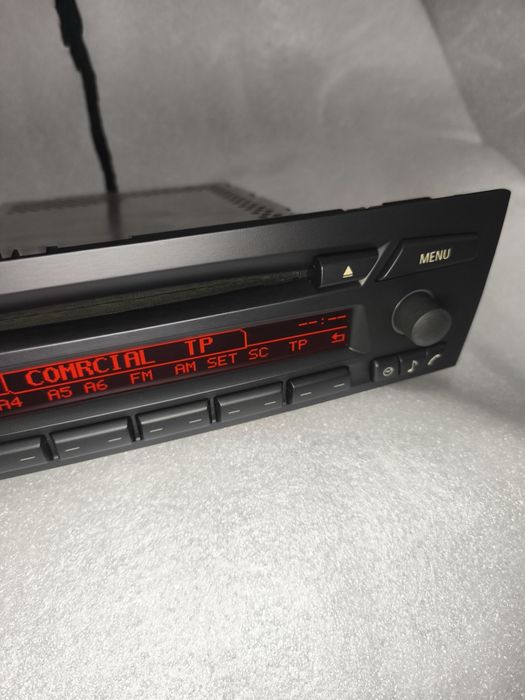 MENU
--:--
COMRCIAL TP
A4 A5 A6 FM AM SET SC TP